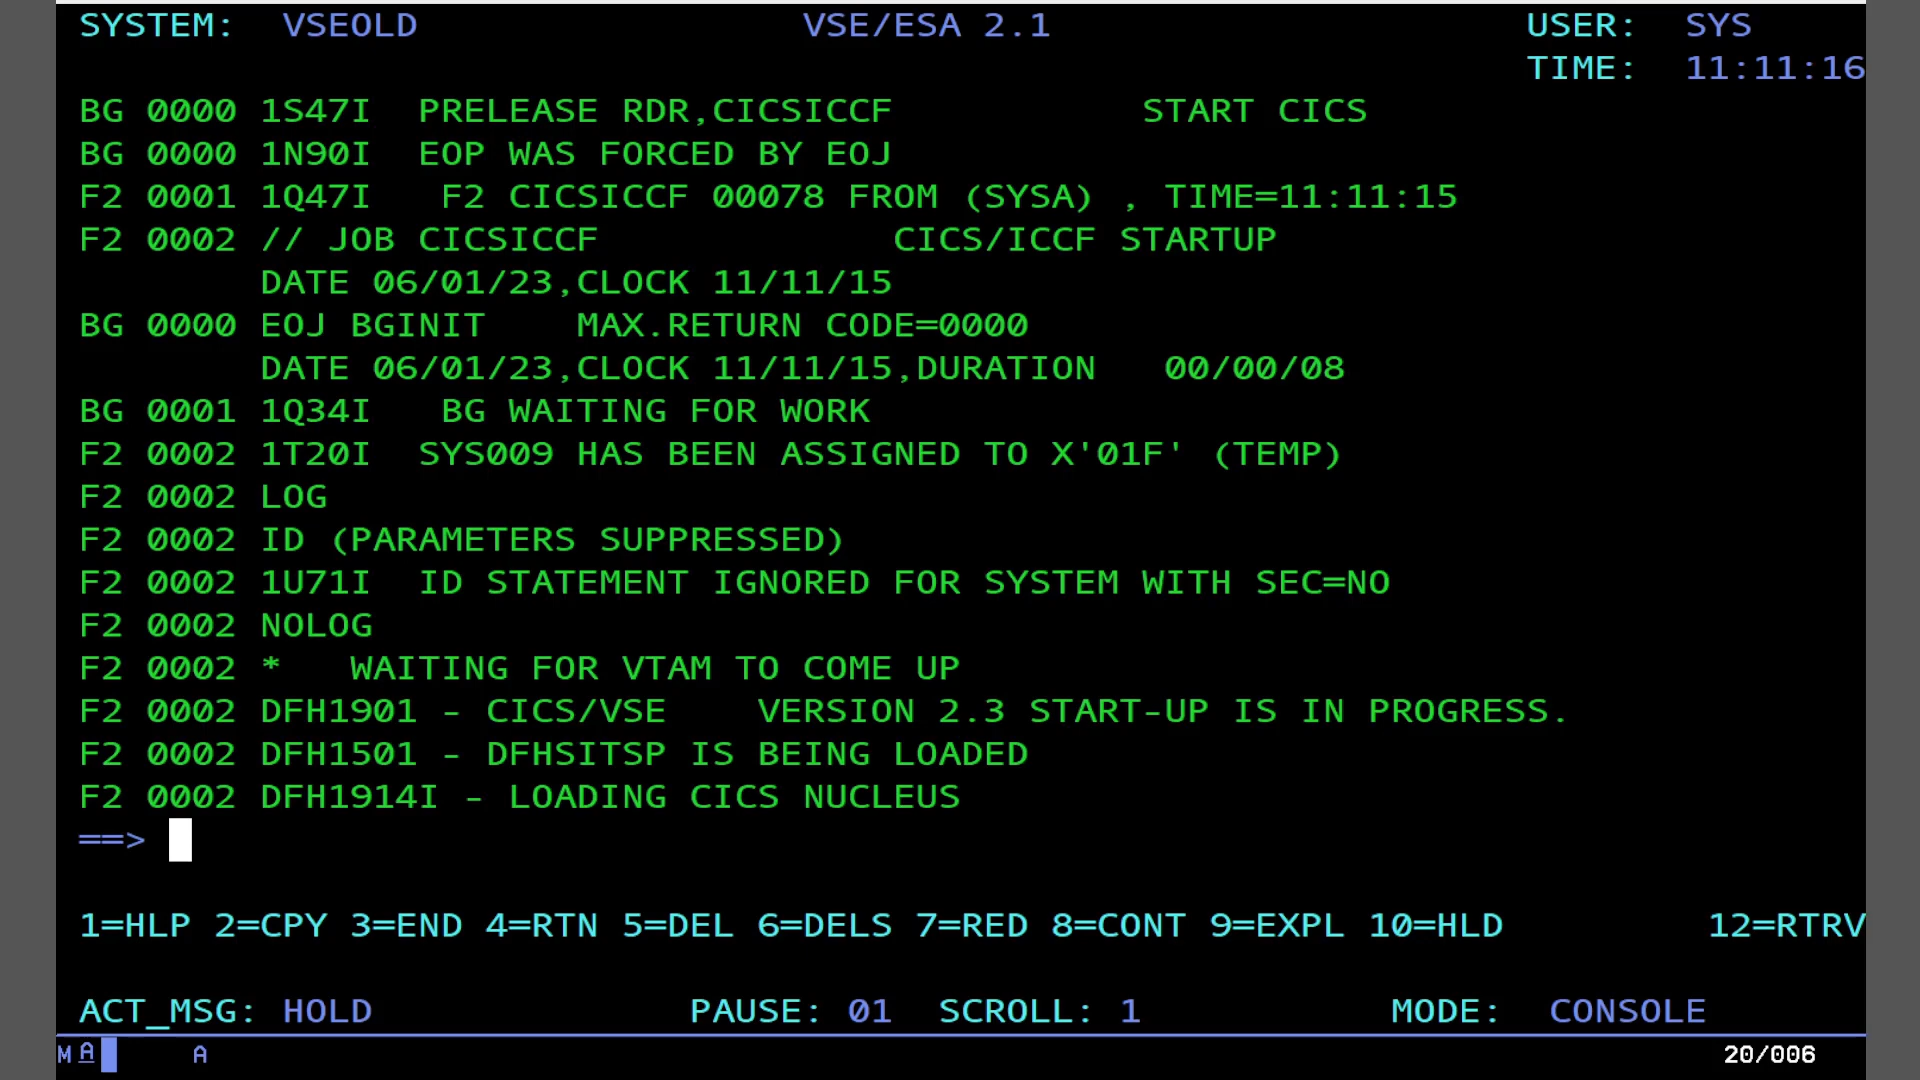 SYSTEM:  VSEOLD                 VSE/ESA 2.1                     USER:  SYS
TIME:  11:11:16
BG 0000 1S47I  PRELEASE RDR,CICSICCF           START CICS
BG 0000 1N90I  EOP WAS FORCED BY EOJ
F2 0001 1Q47I   F2 CICSICCF 00078 FROM (SYSA) , TIME=11:11:15
F2 0002 // JOB CICSICCF             CICS/ICCF STARTUP
        DATE 06/01/23,CLOCK 11/11/15
BG 0000 EOJ BGINIT    MAX.RETURN CODE=0000
        DATE 06/01/23,CLOCK 11/11/15,DURATION   00/00/08
BG 0001 1Q34I   BG WAITING FOR WORK
F2 0002 1T20I  SYS009 HAS BEEN ASSIGNED TO X'01F' (TEMP)
F2 0002 LOG
F2 0002 ID (PARAMETERS SUPPRESSED)
F2 0002 1U71I  ID STATEMENT IGNORED FOR SYSTEM WITH SEC=NO
F2 0002 NOLOG
F2 0002 *   WAITING FOR VTAM TO COME UP
F2 0002 DFH1901 - CICS/VSE    VERSION 2.3 START-UP IS IN PROGRESS.
F2 0002 DFH1501 - DFHSITSP IS BEING LOADED
F2 0002 DFH1914I - LOADING CICS NUCLEUS
==>
1=HLP 2=CPY 3=END 4=RTN 5=DEL 6=DELS 7=RED 8=CONT 9=EXPL 10=HLD         12=RTRV
ACT_MSG: HOLD              PAUSE: 01  SCROLL: 1           MODE:  CONSOLE
M A    A    20/006